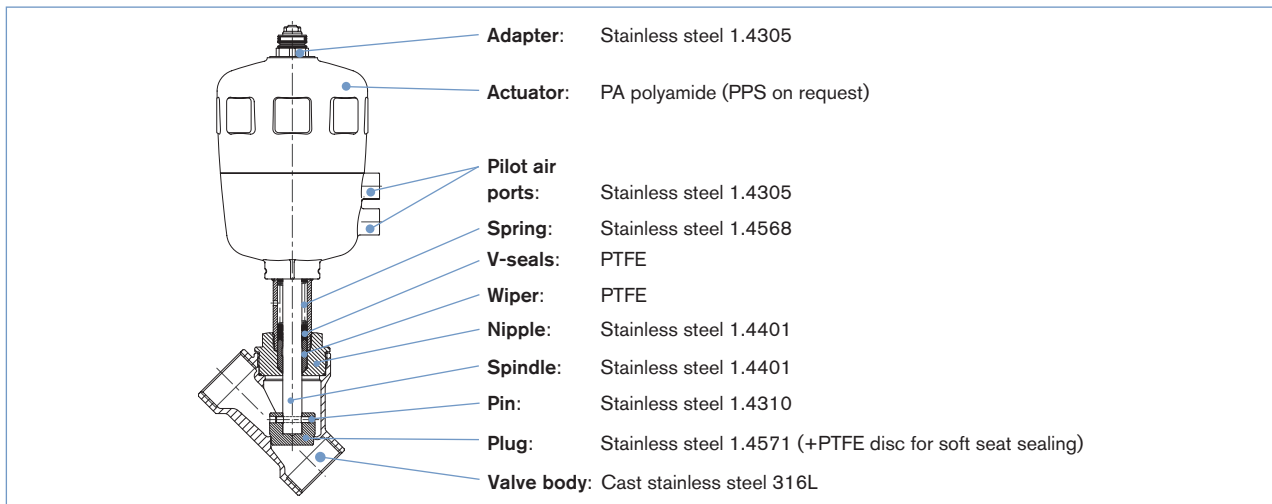 Adapter: Stainless steel 1.4305
Actuator: PA polyamide (PPS on request)
Pilot air
ports: Stainless steel 1.4305
Spring: Stainless steel 1.4568
V-seals: PTFE
Wiper: PTFE
Nipple: Stainless steel 1.4401
Spindle: Stainless steel 1.4401
Pin: Stainless steel 1.4310
Plug: Stainless steel 1.4571 (+PTFE disc for soft seat sealing)
Valve body: Cast stainless steel 316L